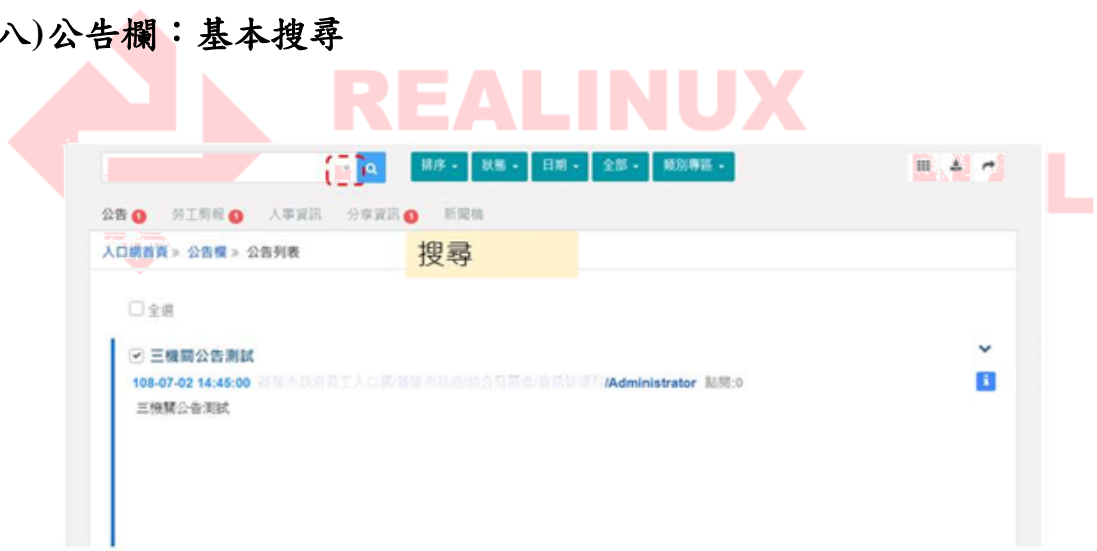 八)公告欄：基本搜尋
REALINUX
排序 狀態 日期 全部 類別專區
公告 1 勞工剪報 1 人事資訊 分享資訊 1 新聞稿
人口網首頁 » 公告欄 » 公告列表
搜尋
全選
三機關公告測試
108-07-02 14:45:00 /Administrator 點閱:0
三機關公告測試